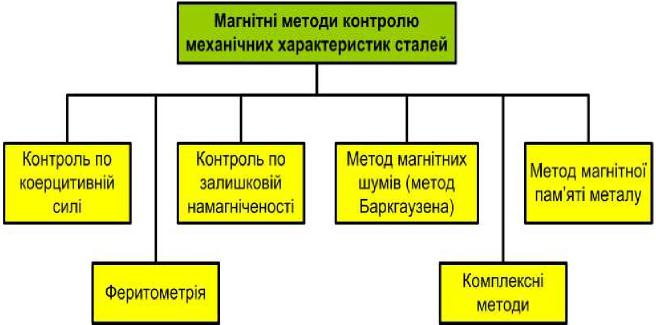 Магнітні методи контролю
механічних характеристик сталей
Контроль по
коерцитивній
силі
Контроль по
залишковій
намагніченості
Метод магнітних
шумів (метод
Баркгаузена)
Метод магнітної
пам'яті металу
Феритометрія
Комплексні
методи